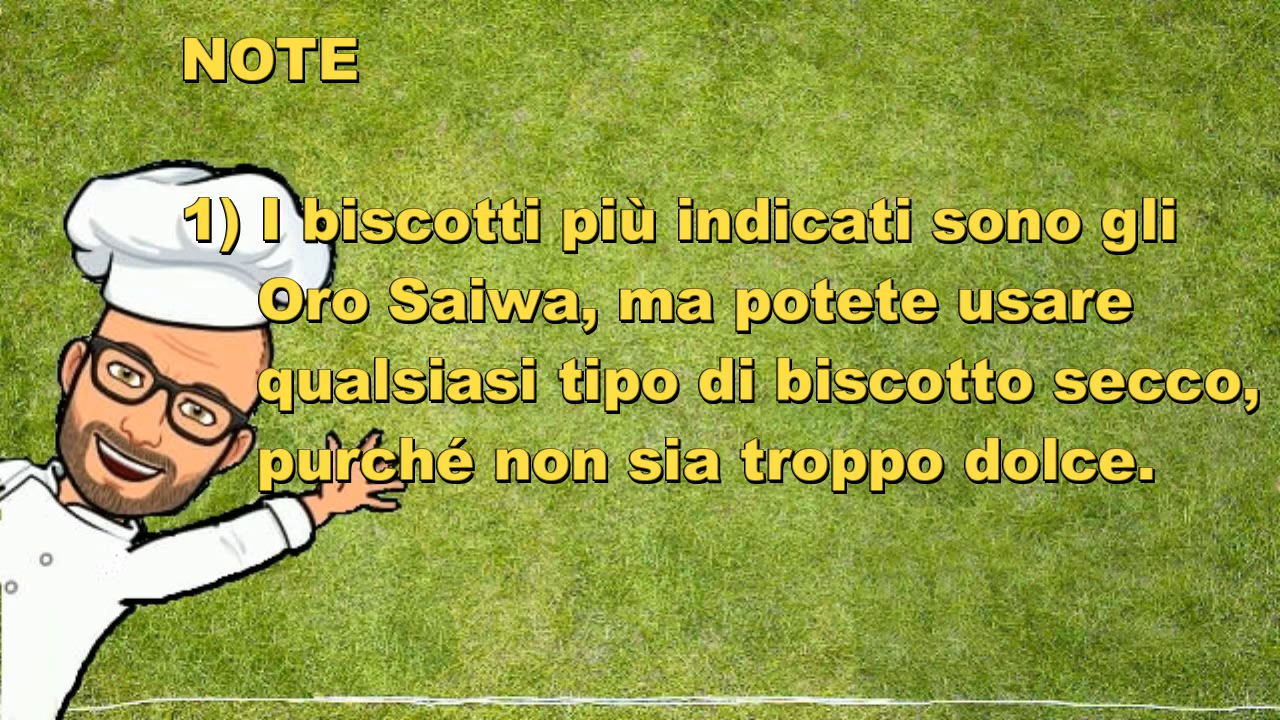 NOTE
1) I biscotti più indicati sono gli
Oro Saiwa, ma potete usare
qualsiasi tipo di biscotto secco,
purché non sia troppo dolce.